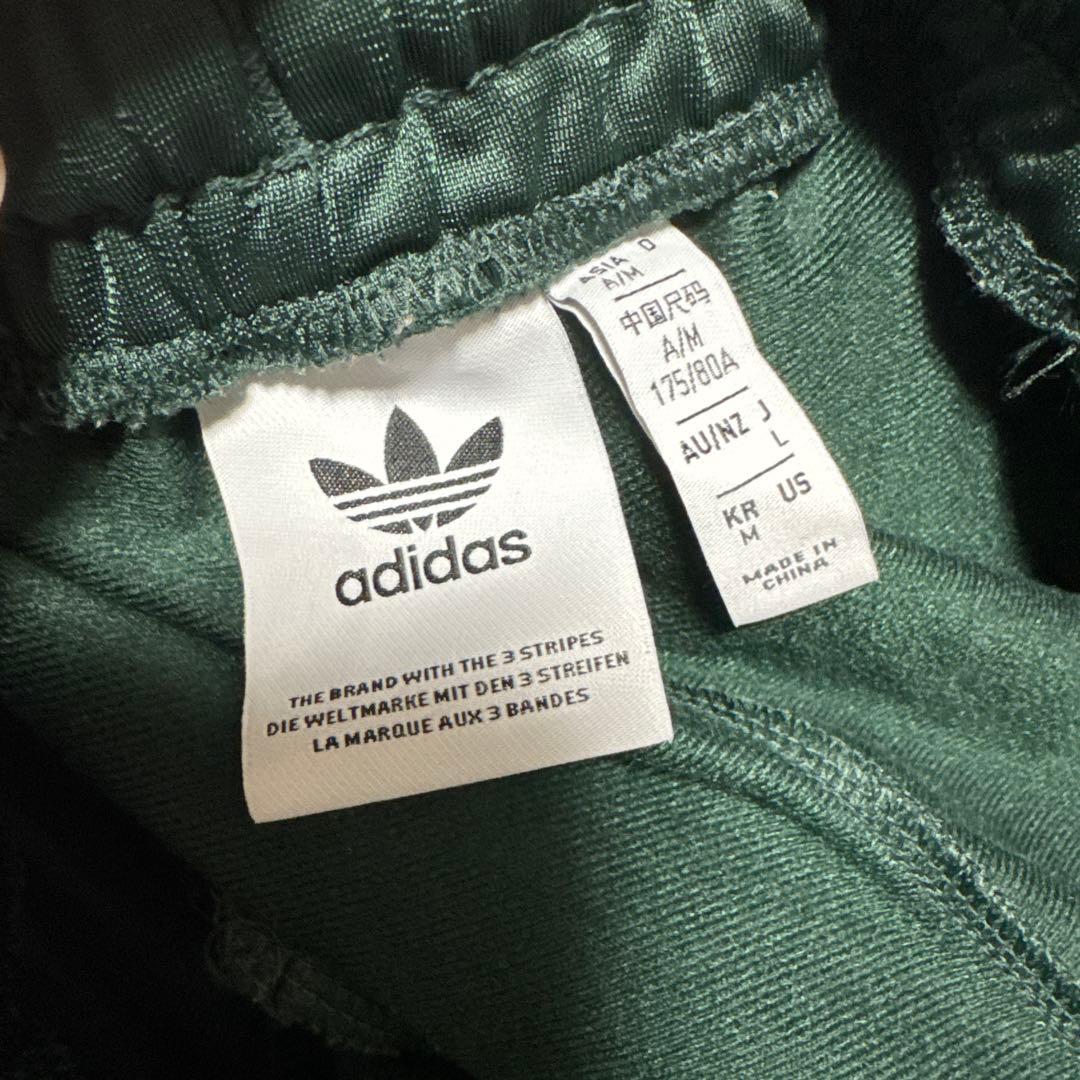 adidas
THE BRAND WITH THE 3 STRIPES
DIE WELTMARKE MIT DEN 3 STREIFEN
LA MARQUE AUX 3 BANDES
ASIA D
A/M
中国尺码
A/M
175/80A
AU/NZ J
L
KR US
M
MADE IN
CHINA